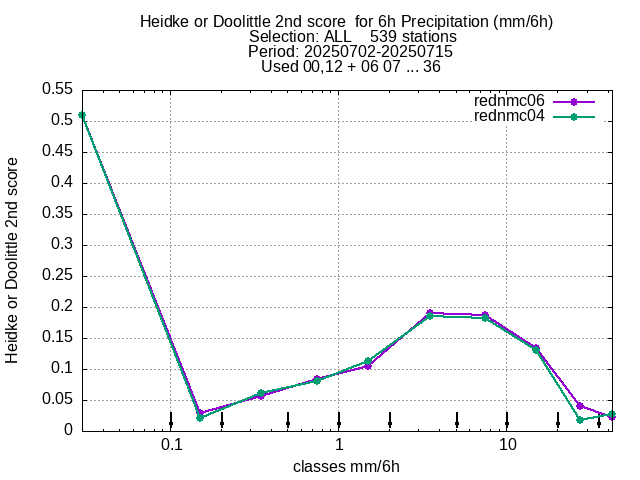 Heidke or Doolittle 2nd score  for 6h Precipitation (mm/6h)
Selection: ALL    539 stations
Period: 20250702-20250715
Used 00,12 + 06 07 ... 36
rednmc06
rednmc04
Heidke or Doolittle 2nd score
0.55
0.5
0.45
0.4
0.35
0.3
0.25
0.2
0.15
0.1
0.05
0
0.1 1 10
classes mm/6h